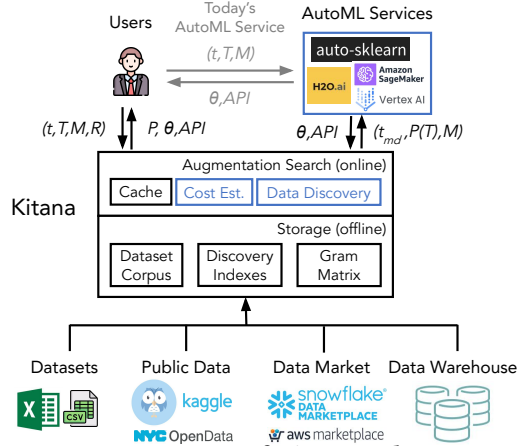 Today's
AutoML Service
Users
AutoML Services
(t,T,M)
θ,API
auto-sklearn
H2O.ai
Amazon
SageMaker
Vertex AI
(t,T,M,R)
P, θ,API
θ,API
(t_md,P(T),M)
Kitana
Augmentation Search (online)
Cache
Cost Est.
Data Discovery
Storage (offline)
Dataset
Corpus
Discovery
Indexes
Gram
Matrix
Datasets
Public Data
Data Market
Data Warehouse
X
CSV
kaggle
NYC OpenData
snowflake®
DATA
MARKETPLACE
aws marketplace